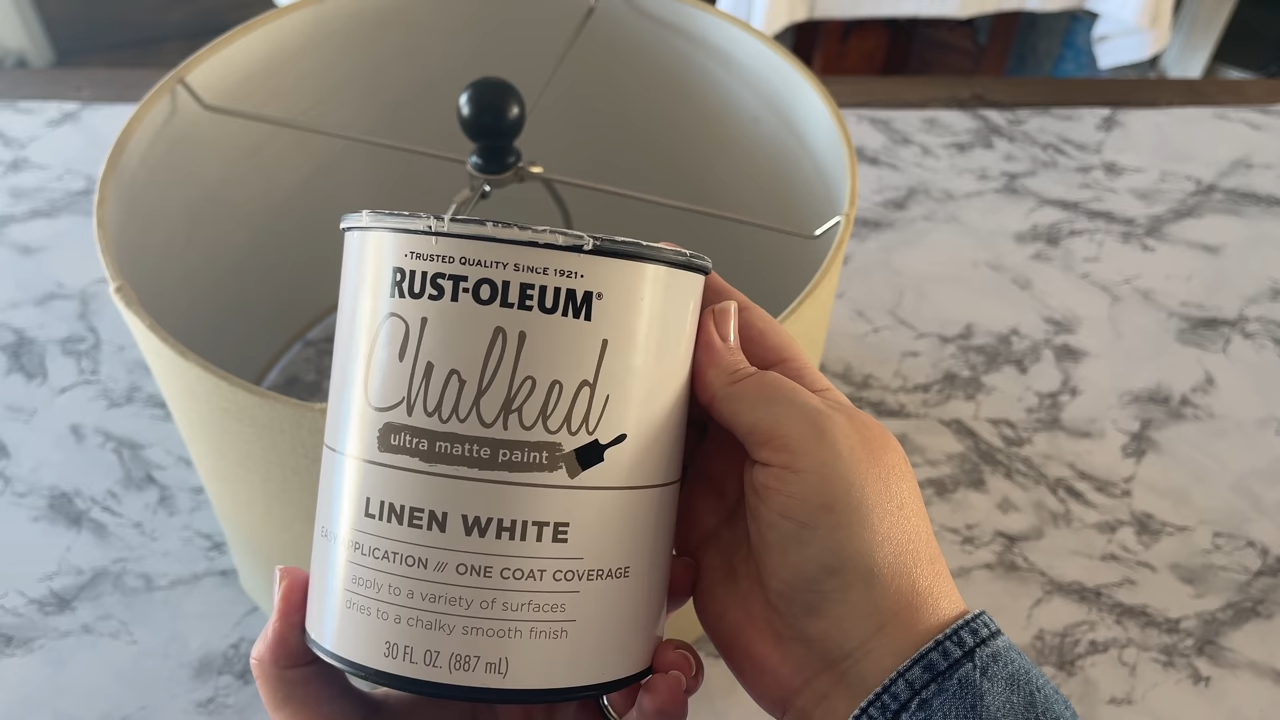 •TRUSTED QUALITY SINCE 1921•
RUST-OLEUM®
Chalked
ultra matte paint
LINEN WHITE
EASY APPLICATION /// ONE COAT COVERAGE
apply to a variety of surfaces
dries to a chalky smooth finish
30 FL. OZ. (887 mL)